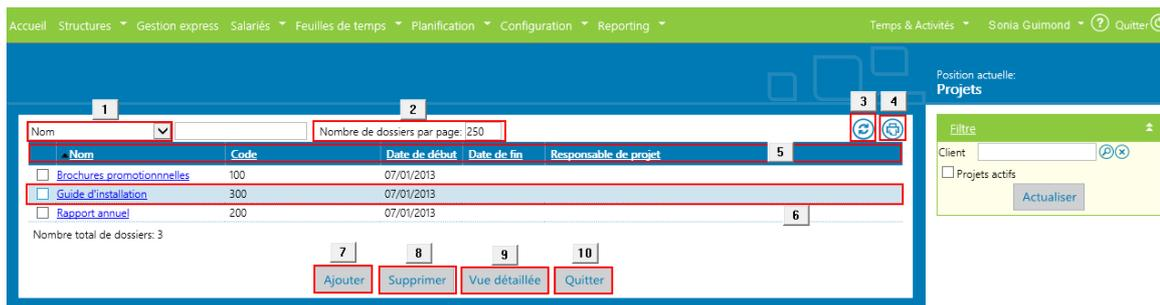 Accueil Structures Gestion express Salariés Feuilles de temps Planification Configuration Reporting Temps & Activités Sonia Guimond ? Quitter
Position actuelle:
Projets
1 2 3 4
Nom Nombre de dossiers par page: 250
Filtre
Nom Code Date de début Date de fin Responsable de projet 5
Client
Brochures promotionnnelles 100 07/01/2013
Projets actifs
Guide d'installation 300 07/01/2013
Actualiser
Rapport annuel 200 07/01/2013 6
Nombre total de dossiers: 3
7 8 9 10
Ajouter Supprimer Vue détaillée Quitter